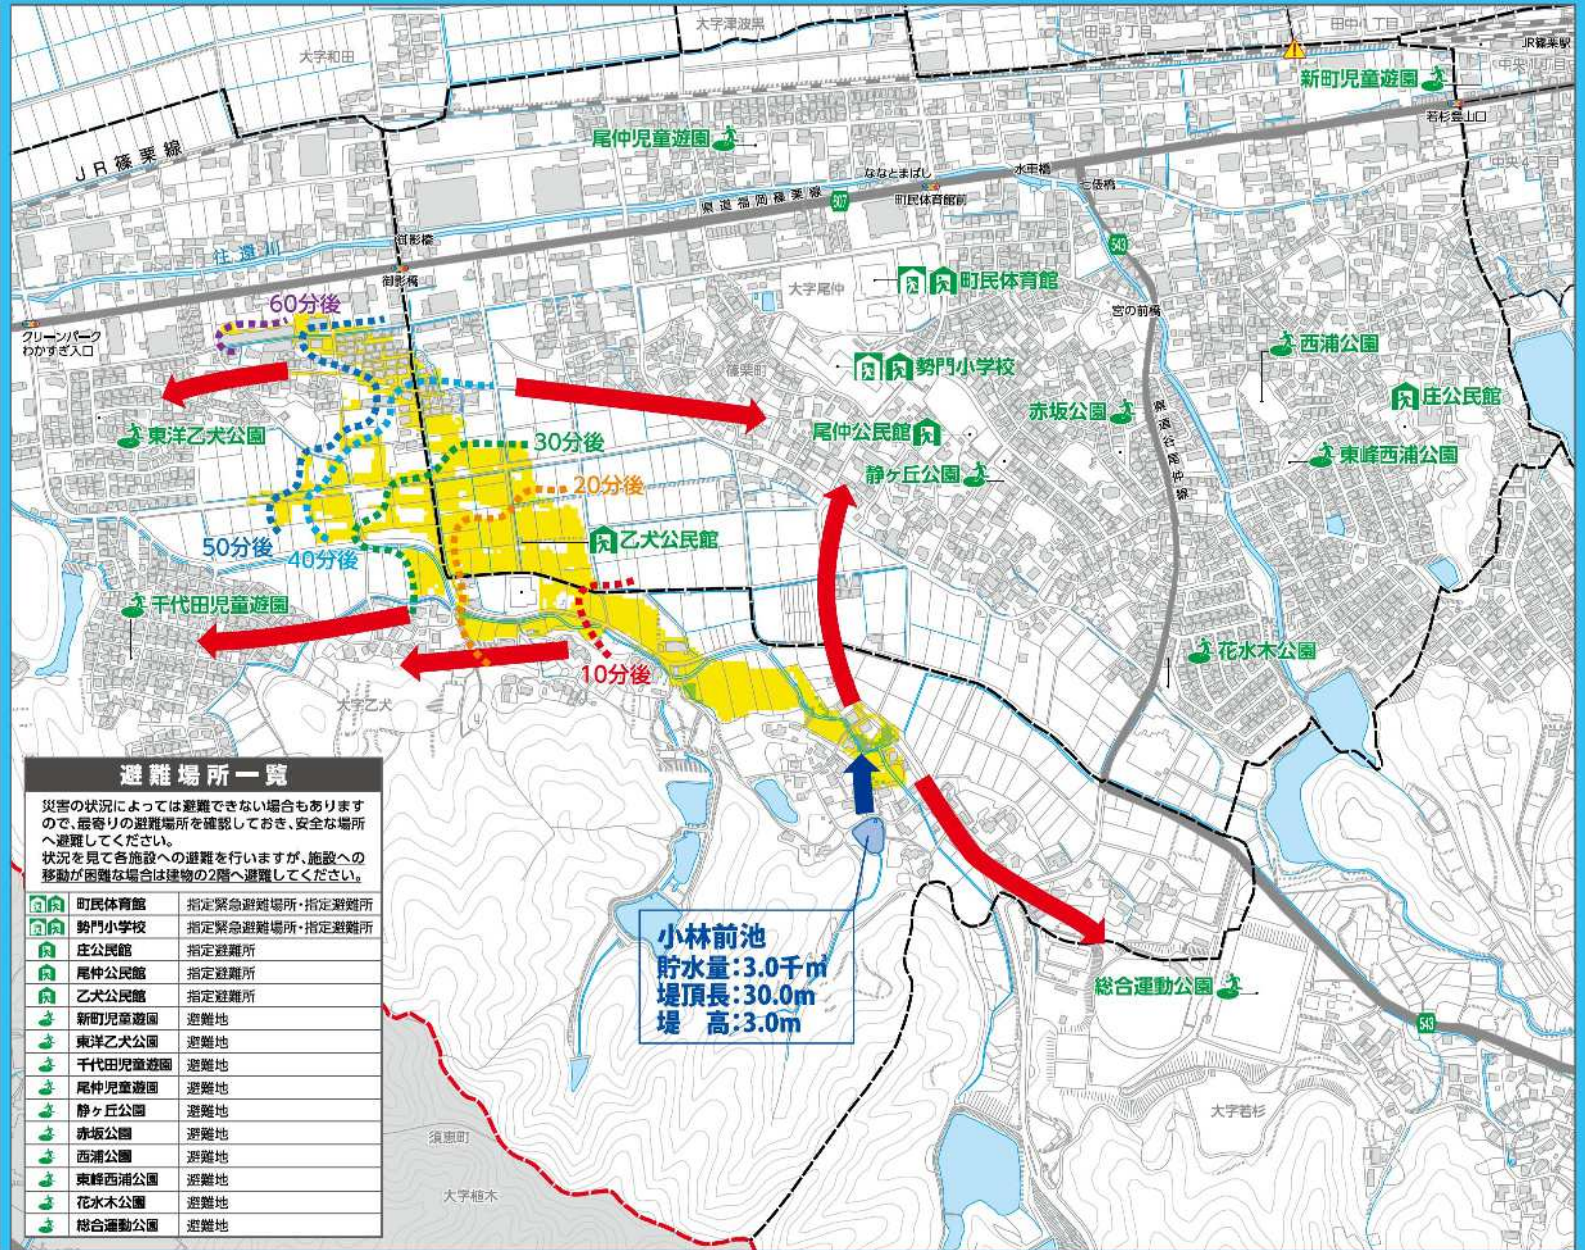 大字津波黒
田中3丁目
田中1丁目
JR篠栗駅
中央1丁目
大字和田
新町児童遊園
若杉登山口
尾仲児童遊園
JR篠栗線
中央4丁目
ななとまばし
水車橋
七俵橋
県道福岡篠栗線
607
町民体育館前
往還川
御影橋
御影橋
543
大字尾仲
町民体育館
宮の前橋
60分後
グリーンパーク
わかすぎ入口
西浦公園
篠栗町
勢門小学校
庄公民館
赤坂公園
東洋乙犬公園
尾仲公民館
30分後
県道谷尾仲線
東峰西浦公園
静ヶ丘公園
20分後
50分後
40分後
乙犬公民館
千代田児童遊園
花水木公園
10分後
大字乙犬
避難場所一覧
災害の状況によっては避難できない場合もあります
ので、最寄りの避難場所を確認しておき、安全な場所
へ避難してください。
状況を見て各施設への避難を行いますが、施設への
移動が困難な場合は建物の2階へ避難してください。
町民体育館 指定緊急避難場所・指定避難所
勢門小学校 指定緊急避難場所・指定避難所
庄公民館 指定避難所
尾仲公民館 指定避難所
乙犬公民館 指定避難所
新町児童遊園 避難地
東洋乙犬公園 避難地
千代田児童遊園 避難地
尾仲児童遊園 避難地
静ヶ丘公園 避難地
赤坂公園 避難地
西浦公園 避難地
東峰西浦公園 避難地
花水木公園 避難地
総合運動公園 避難地
小林前池
貯水量:3.0千㎥
堤頂長:30.0m
堤 高:3.0m
総合運動公園
543
大字若杉
須恵町
大字植木